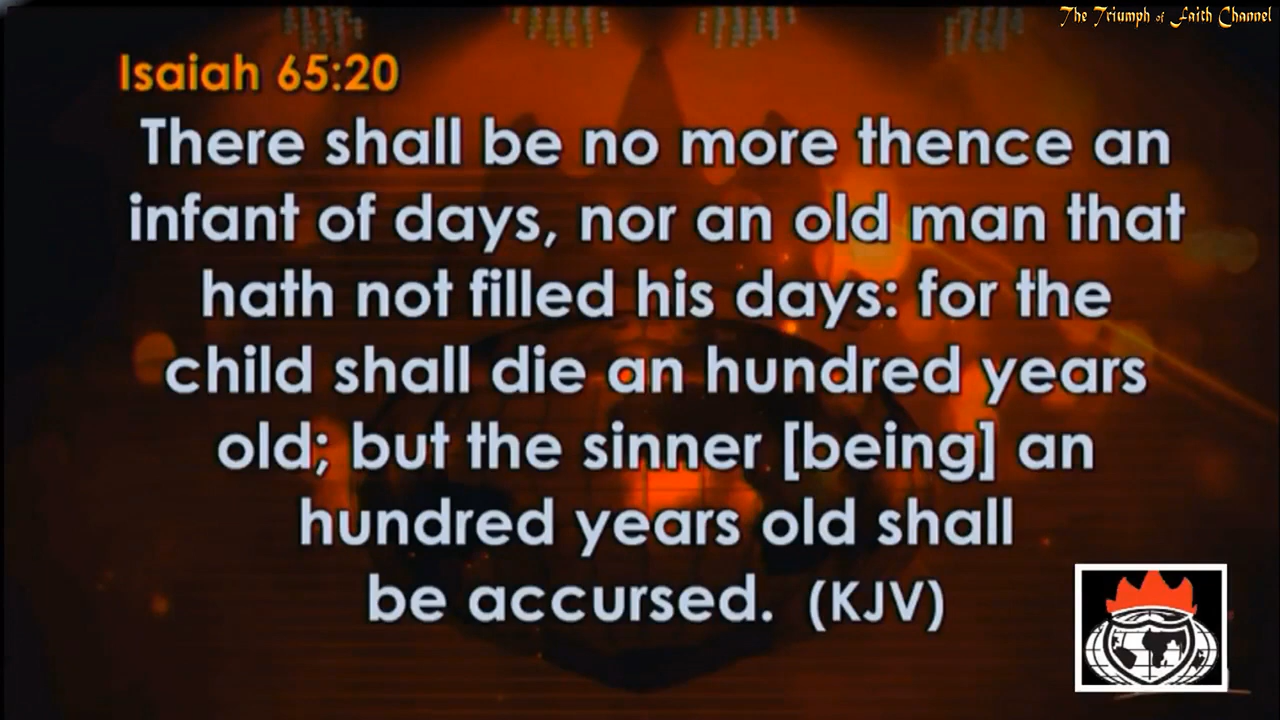 The Triumph of Faith Channel
Isaiah 65:20
There shall be no more thence an
infant of days, nor an old man that
hath not filled his days: for the
child shall die an hundred years
old; but the sinner [being] an
hundred years old shall
be accursed. (KJV)